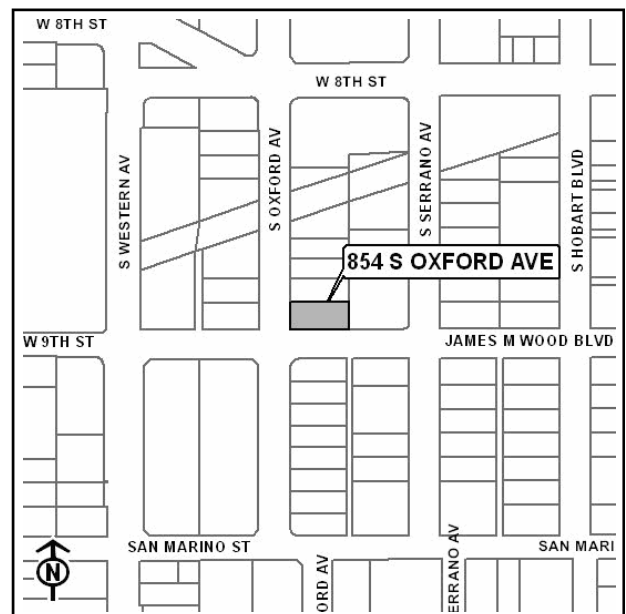 W 8TH ST
W 8TH ST
S WESTERN AV
S OXFORD AV
S SERRANO AV
S HOBART BLVD
854 S OXFORD AVE
W 9TH ST
JAMES M WOOD BLVD
SAN MARINO ST
SAN MARI
ORD AV
ERRANO AV
N